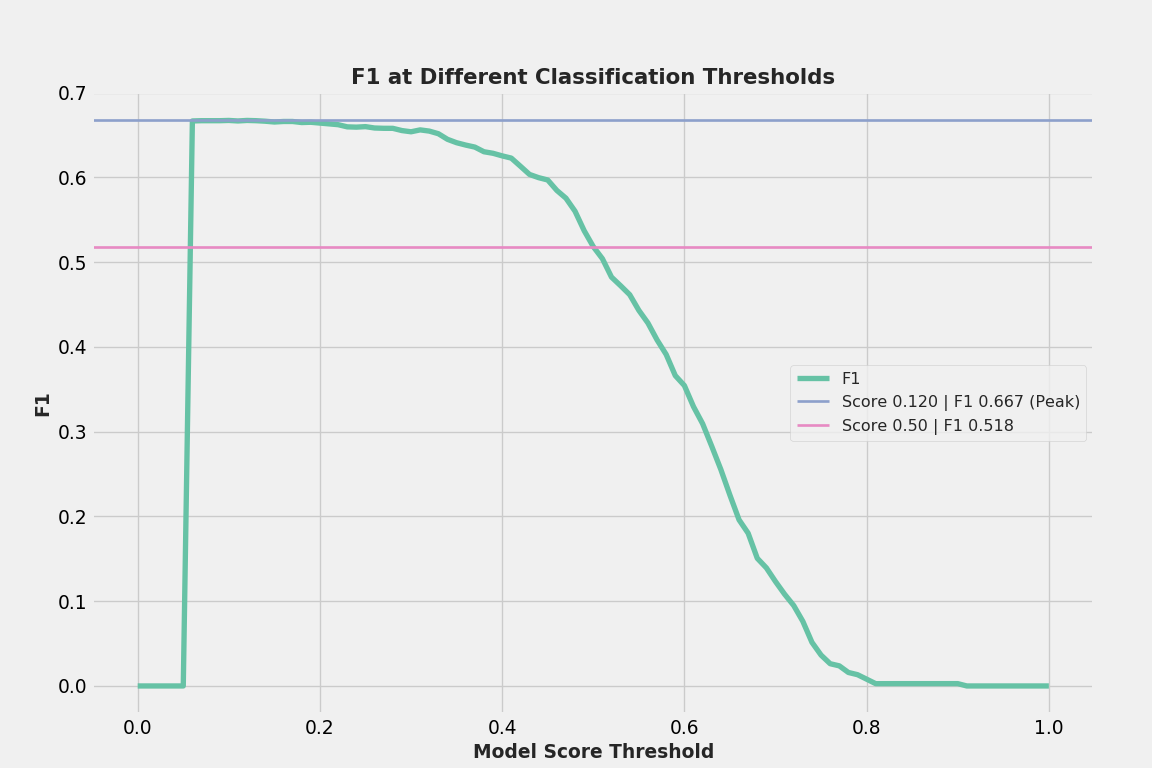 F1 at Different Classification Thresholds
0.7
0.6
0.5
0.4
0.3
0.2
0.1
0.0
F1
F1
Score 0.120 | F1 0.667 (Peak)
Score 0.50 | F1 0.518
0.0 0.2 0.4 0.6 0.8 1.0
Model Score Threshold